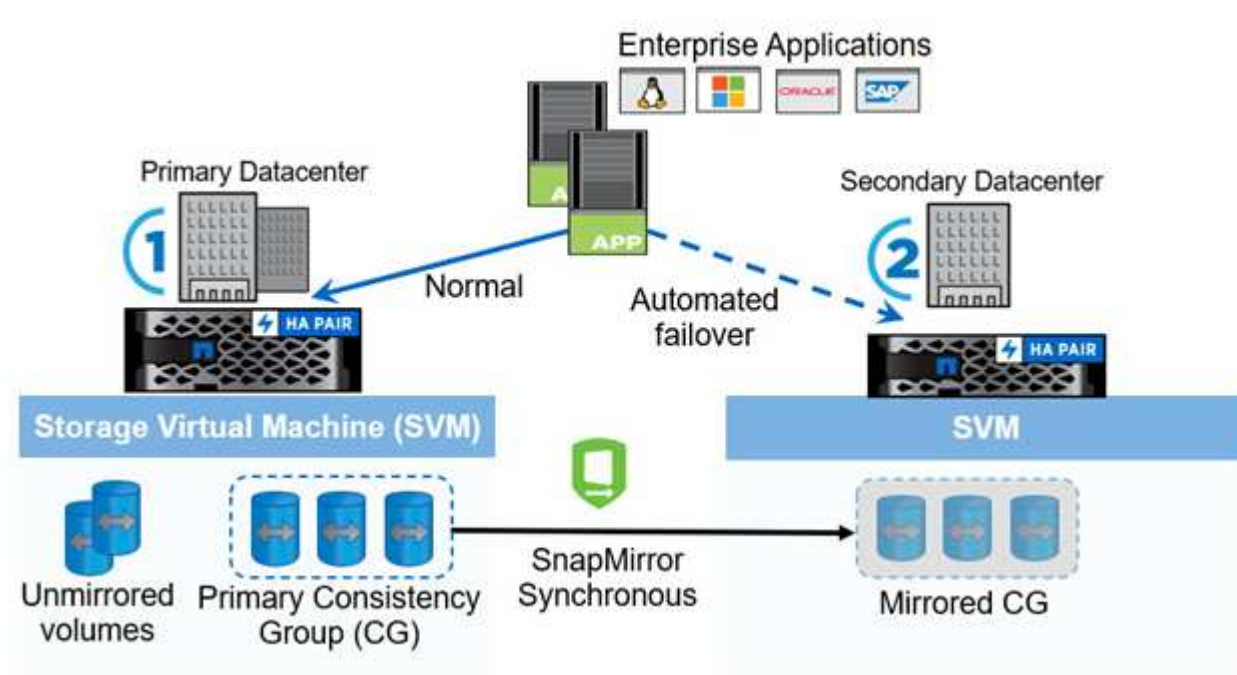 Enterprise Applications
ORACLE
SAP
Primary Datacenter
Secondary Datacenter
1
A
APP
2
Normal
Automated
failover
HA PAIR
HA PAIR
Storage Virtual Machine (SVM)
SVM
Unmirrored
volumes
Primary Consistency
Group (CG)
SnapMirror
Synchronous
Mirrored CG